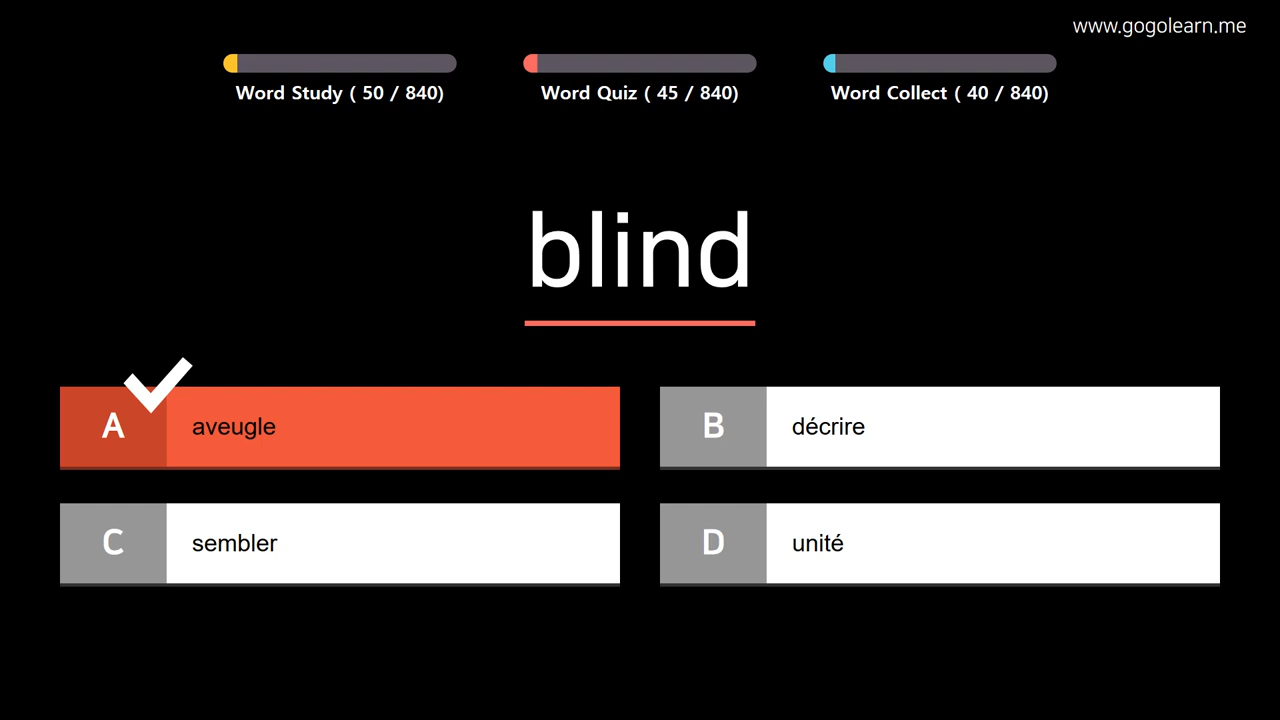 www.gogolearn.me
Word Study ( 50 / 840)
Word Quiz ( 45 / 840)
Word Collect ( 40 / 840)
blind
A aveugle
B décrire
C sembler
D unité